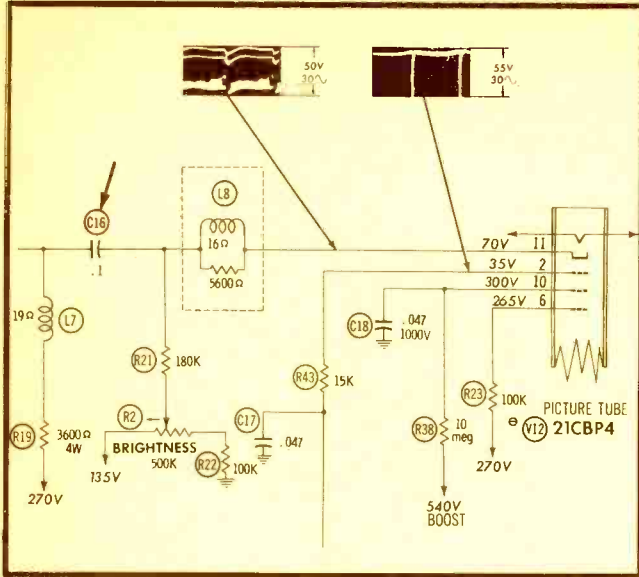 50V
30∿
55V
30∿
L8
C16
16Ω
.1
5600Ω
70V 11
35V 2
300V 10
265V 6
19Ω
L7
C18
.047
1000V
R21
180K
R43
15K
R23
100K
R2
C17
PICTURE TUBE
⊖ V12 21CBP4
R19
3600Ω
4W
BRIGHTNESS
500K
.047
R38
10
meg
R22
100K
135V
270V
270V
540V
BOOST